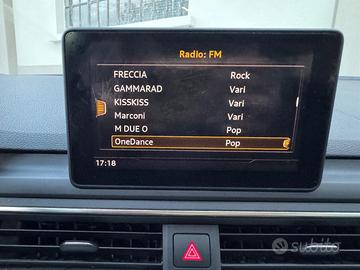 Radio: FM
FRECCIA Rock
GAMMARAD Vari
KISSKISS Vari
Marconi Vari
M DUE O Pop
OneDance Pop
17:18
subito